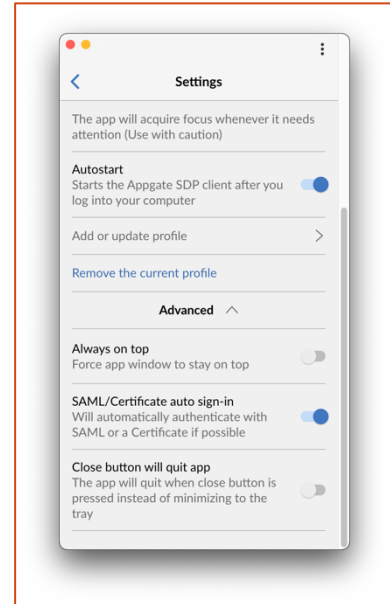 Settings
The app will acquire focus whenever it needs
attention (Use with caution)
Autostart
Starts the Appgate SDP client after you
log into your computer
Add or update profile
Remove the current profile
Advanced
Always on top
Force app window to stay on top
SAML/Certificate auto sign-in
Will automatically authenticate with
SAML or a Certificate if possible
Close button will quit app
The app will quit when close button is
pressed instead of minimizing to the
tray